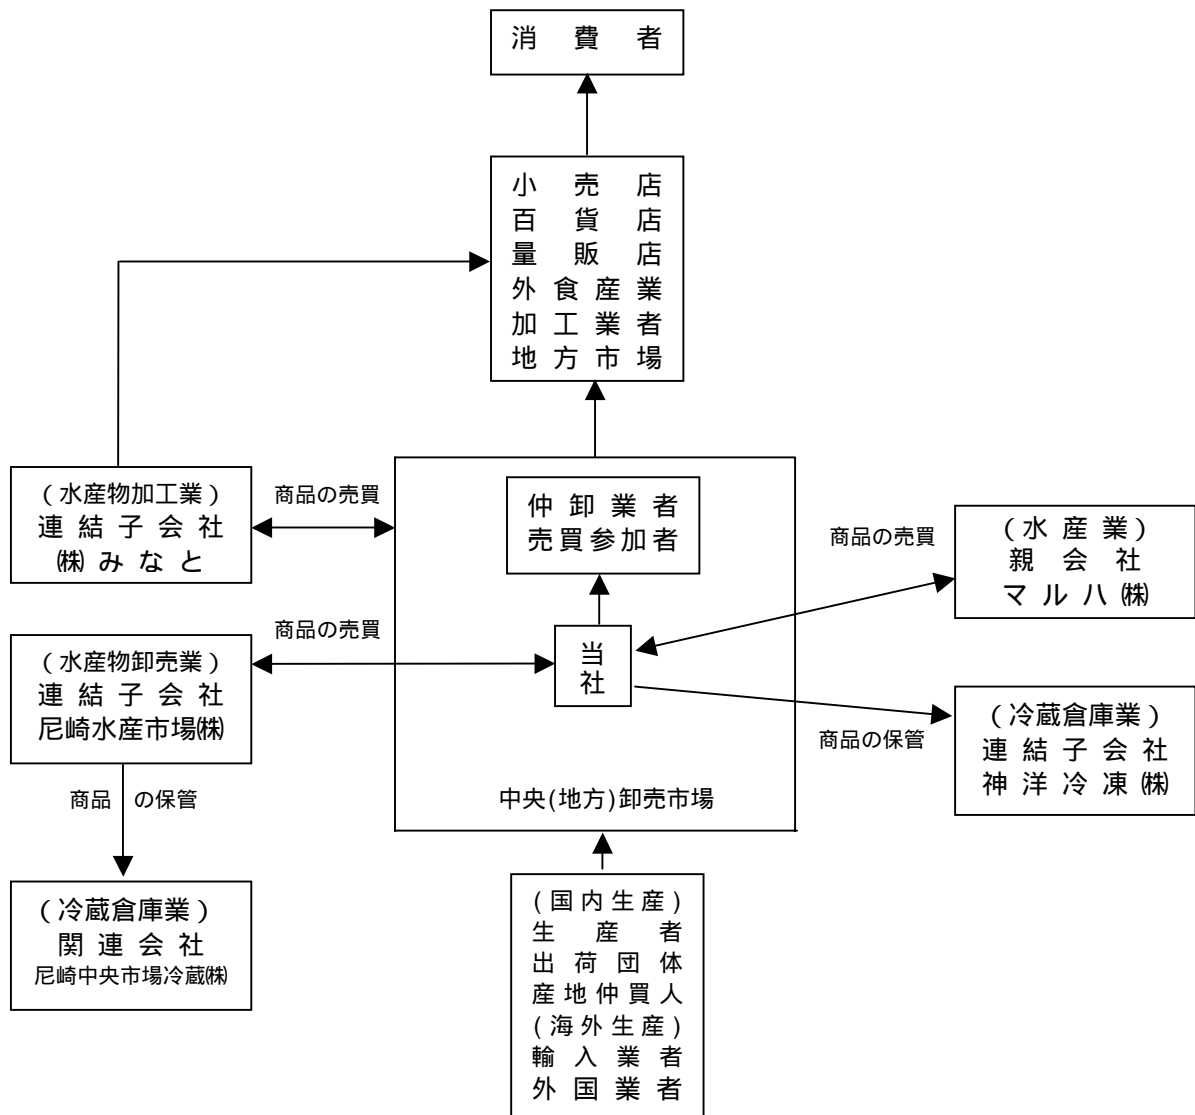 消費者
小売店
百貨店
量販店
外食産業
加工業者
地方市場
(水産物加工業)
連結子会社
㈱みなと
商品の売買
仲卸業者
売買参加者
商品の売買
(水産業)
親会社
マルハ㈱
(水産物卸売業)
連結子会社
尼崎水産市場㈱
商品の売買
当
社
(冷蔵倉庫業)
連結子会社
神洋冷凍㈱
商品の保管
商品の保管
中央(地方)卸売市場
(冷蔵倉庫業)
関連会社
尼崎中央市場冷蔵㈱
(国内生産)
生産者
出荷団体
産地仲買人
(海外生産)
輸入業者
外国業者